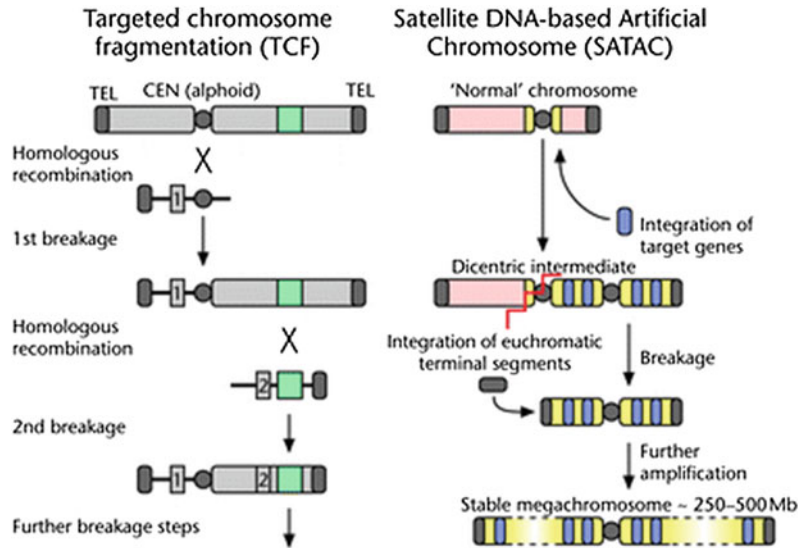 Targeted chromosome
fragmentation (TCF)
TEL
CEN (alphoid)
TEL
Homologous
recombination
1
1st breakage
1
Homologous
recombination
2
2nd breakage
1
2
Further breakage steps
Satellite DNA-based Artificial
Chromosome (SATAC)
'Normal' chromosome
Integration of
target genes
Dicentric intermediate
Integration of euchromatic
terminal segments
Breakage
Further
amplification
Stable megachromosome ~ 250–500 Mb